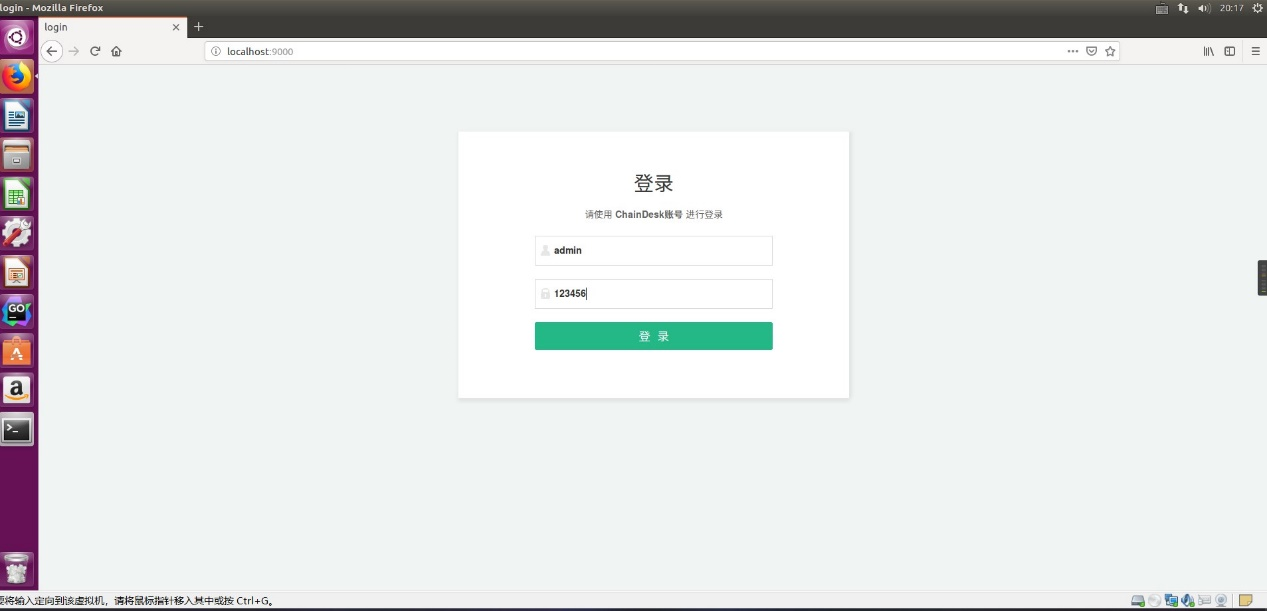 login - Mozilla Firefox
20:17
login
localhost:9000
登录
请使用 ChainDesk账号 进行登录
admin
123456
登 录
GO
a
>_
要将输入定向到该虚拟机，请将鼠标指针移入其中或按 Ctrl+G。